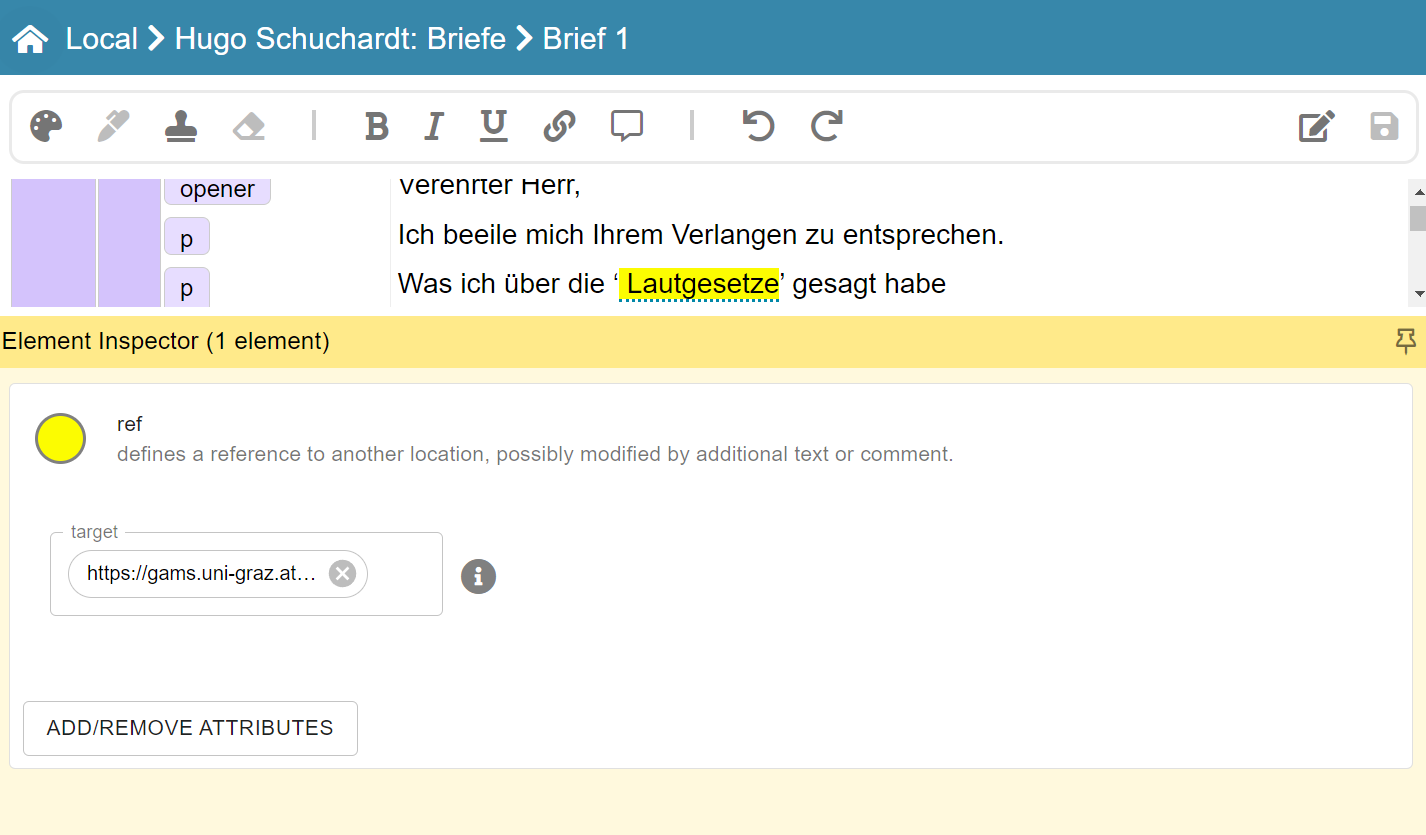 Local Hugo Schuchardt: Briefe Brief 1
B I U
opener Verehrter Herr,
p Ich beeile mich Ihrem Verlangen zu entsprechen.
p Was ich über die ‘ Lautgesetze’ gesagt habe
Element Inspector (1 element)
ref
defines a reference to another location, possibly modified by additional text or comment.
target
https://gams.uni-graz.at…
ADD/REMOVE ATTRIBUTES